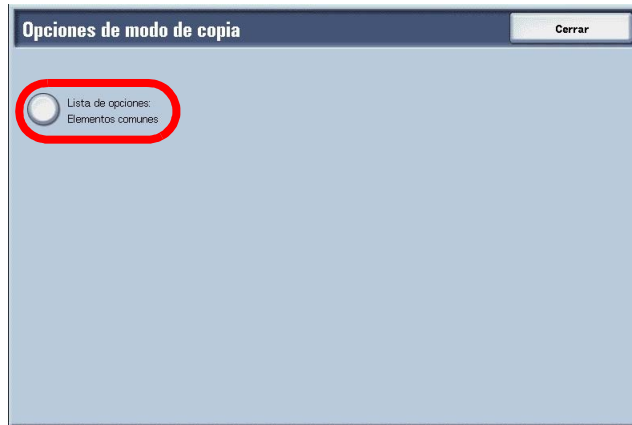 Opciones de modo de copia
Cerrar
Lista de opciones:
Elementos comunes